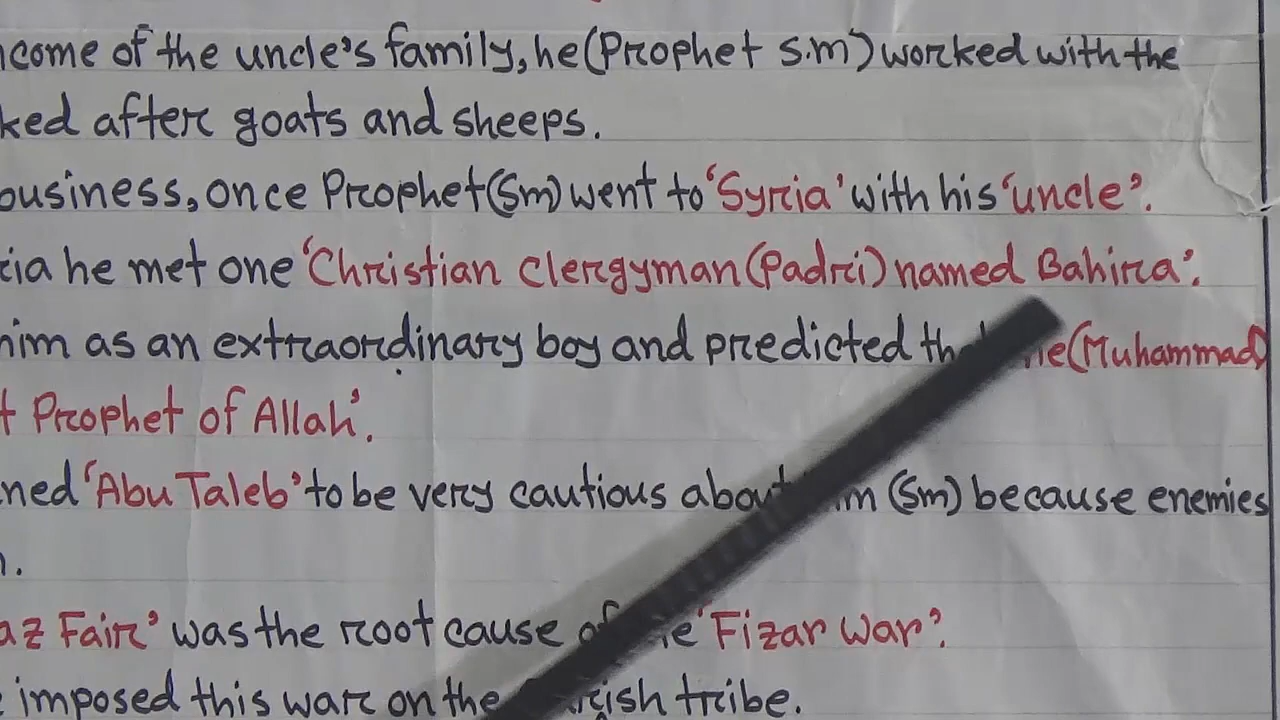 come of the uncle's family, he (Prophet S.m) worked with the
ked after goats and sheeps.
business, once Prophet (Sm) went to 'Syria' with his 'uncle'.
ria he met one 'Christian Clergyman (Padri) named Bahira'.
him as an extraordinary boy and predicted (Muhammad)
t Prophet of Allah'.
ned 'Abu Taleb' to be very cautious about (Sm) because enemies
az Fair' was the root cause of 'Fizar War'.
imposed this war on the tribe.